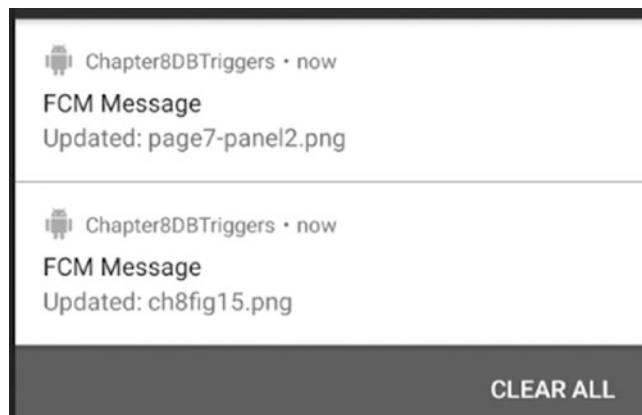 Chapter8DBTriggers • now
FCM Message
Updated: page7-panel2.png
Chapter8DBTriggers • now
FCM Message
Updated: ch8fig15.png
CLEAR ALL